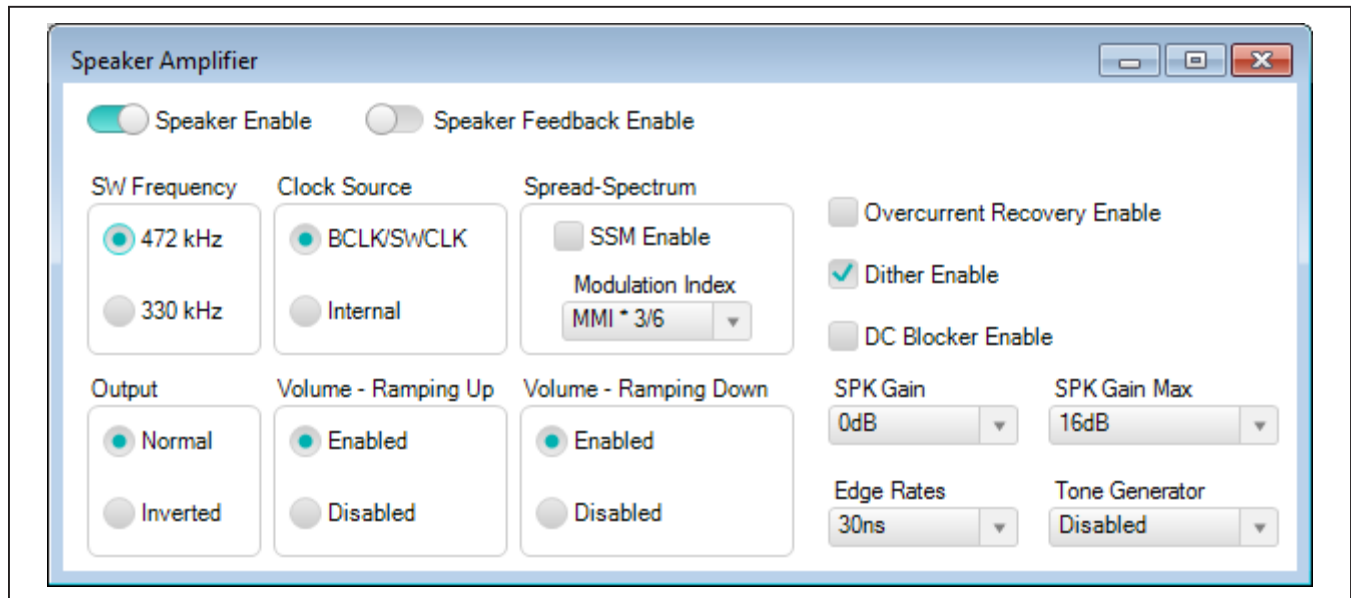 Speaker Amplifier
Speaker Enable Speaker Feedback Enable
SW Frequency Clock Source Spread-Spectrum
472 kHz BCLK/SWCLK SSM Enable
Overcurrent Recovery Enable
Dither Enable
Modulation Index
330 kHz Internal MMI * 3/6
DC Blocker Enable
Output Volume - Ramping Up Volume - Ramping Down SPK Gain SPK Gain Max
0dB 16dB
Normal Enabled Enabled
Edge Rates Tone Generator
Inverted Disabled Disabled 30ns Disabled